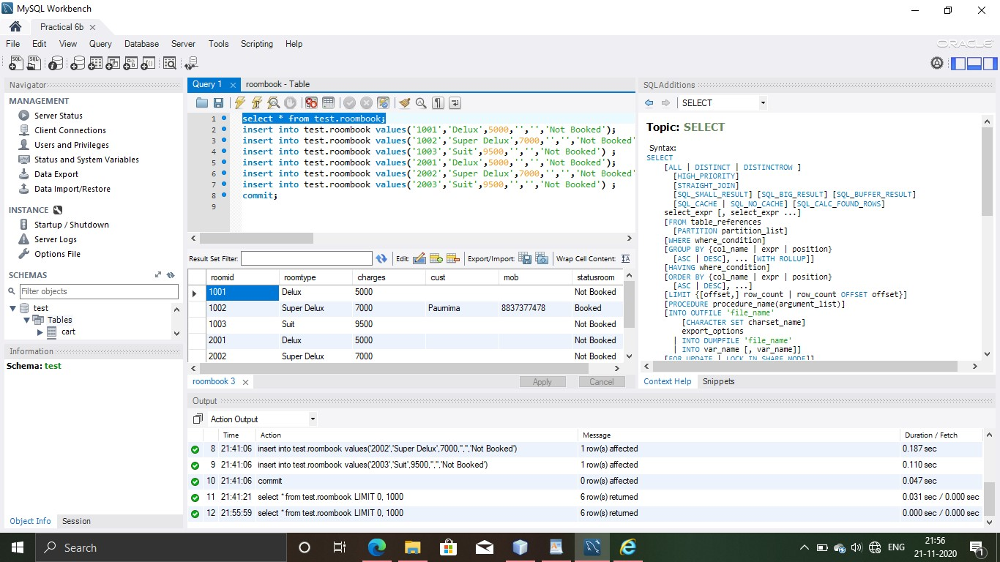 MySQL Workbench
Practical 6b
File Edit View Query Database Server Tools Scripting Help
ORACLE
Navigator
MANAGEMENT
Server Status
Client Connections
Users and Privileges
Status and System Variables
Data Export
Data Import/Restore
INSTANCE
Startup / Shutdown
Server Logs
Options File
SCHEMAS
Filter objects
test
Tables
cart
Information
Schema: test
Object Info Session
Query 1 roombook - Table
1 select * from test.roombook;
2 insert into test.roombook values('1001','Delux',5000,'','','Not Booked');
3 insert into test.roombook values('1002','Super Delux',7000,'','','Not Booked'
4 insert into test.roombook values('1003','Suit',9500,'','','Not Booked') ;
5 insert into test.roombook values('2001','Delux',5000,'','','Not Booked');
6 insert into test.roombook values('2002','Super Delux',7000,'','','Not Booked'
7 insert into test.roombook values('2003','Suit',9500,'','','Not Booked') ;
8 commit;
9
Result Set Filter: Edit: Export/Import: Wrap Cell Content:
roomid roomtype charges cust mob statusroom
1001 Delux 5000 Not Booked
1002 Super Delux 7000 Paurnima 8837377478 Booked
1003 Suit 9500 Not Booked
2001 Delux 5000 Not Booked
2002 Super Delux 7000 Not Booked
roombook 3 Apply Cancel
SQLAdditions
SELECT
Topic: SELECT
Syntax:
SELECT
[ALL | DISTINCT | DISTINCTROW ]
[HIGH_PRIORITY]
[STRAIGHT_JOIN]
[SQL_SMALL_RESULT] [SQL_BIG_RESULT] [SQL_BUFFER_RESULT]
[SQL_CACHE | SQL_NO_CACHE] [SQL_CALC_FOUND_ROWS]
select_expr [, select_expr ...]
[FROM table_references
[PARTITION partition_list]
[WHERE where_condition]
[GROUP BY {col_name | expr | position}
[ASC | DESC], ... [WITH ROLLUP]]
[HAVING where_condition]
[ORDER BY {col_name | expr | position}
[ASC | DESC], ...]
[LIMIT {[offset,] row_count | row_count OFFSET offset}]
[PROCEDURE procedure_name(argument_list)]
[INTO OUTFILE 'file_name'
[CHARACTER SET charset_name]
export_options
| INTO DUMPFILE 'file_name'
| INTO var_name [, var_name]]
[FOR UPDATE | LOCK IN SHARE MODE]]
Context Help Snippets
Output
Action Output
Time Action Message Duration / Fetch
8 21:41:06 insert into test.roombook values('2002','Super Delux',7000,'','','Not Booked') 1 row(s) affected 0.187 sec
9 21:41:06 insert into test.roombook values('2003','Suit',9500,'','','Not Booked') 1 row(s) affected 0.110 sec
10 21:41:06 commit 0 row(s) affected 0.047 sec
11 21:41:21 select * from test.roombook LIMIT 0, 1000 6 row(s) returned 0.031 sec / 0.000 sec
12 21:55:59 select * from test.roombook LIMIT 0, 1000 6 row(s) returned 0.000 sec / 0.000 sec
Search
ENG
21:56
21-11-2020
1